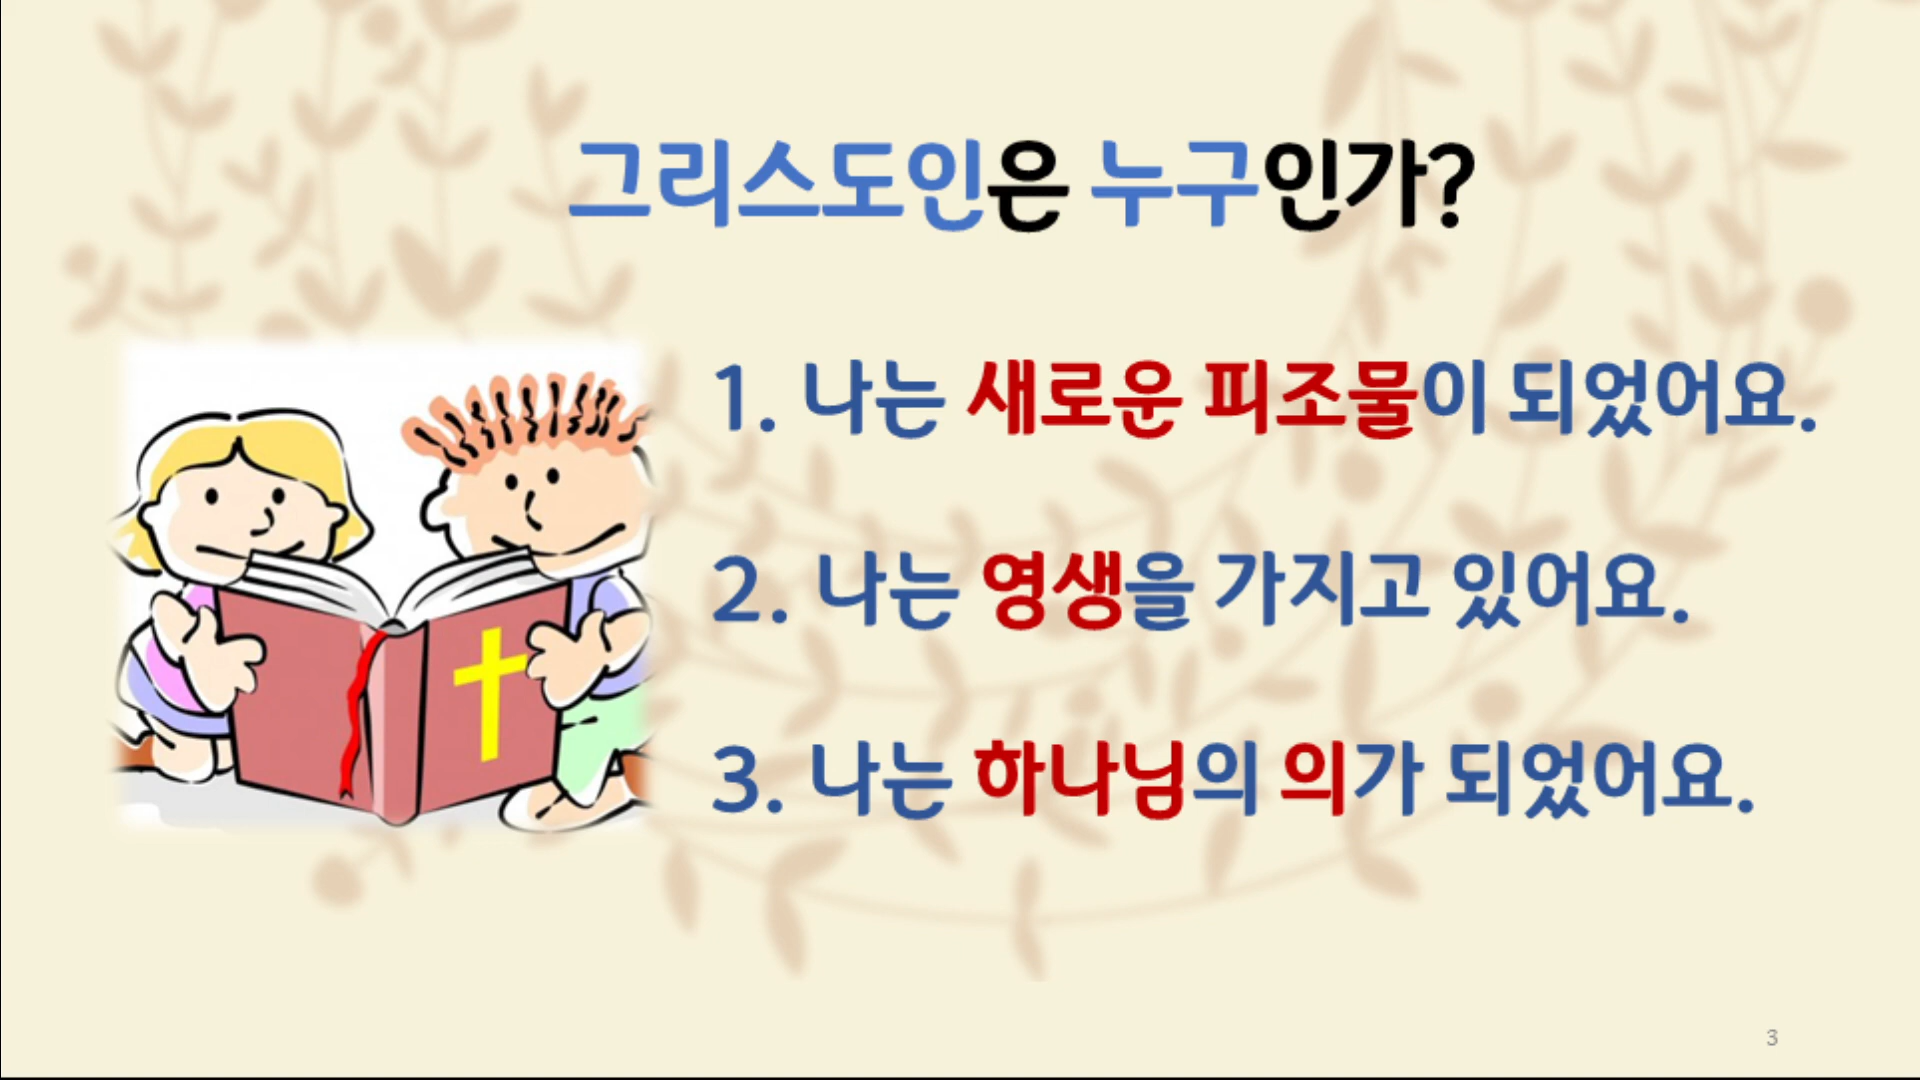 그리스도인은 누구인가?
1. 나는 새로운 피조물이 되었어요.
2. 나는 영생을 가지고 있어요.
3. 나는 하나님의 의가 되었어요.
3